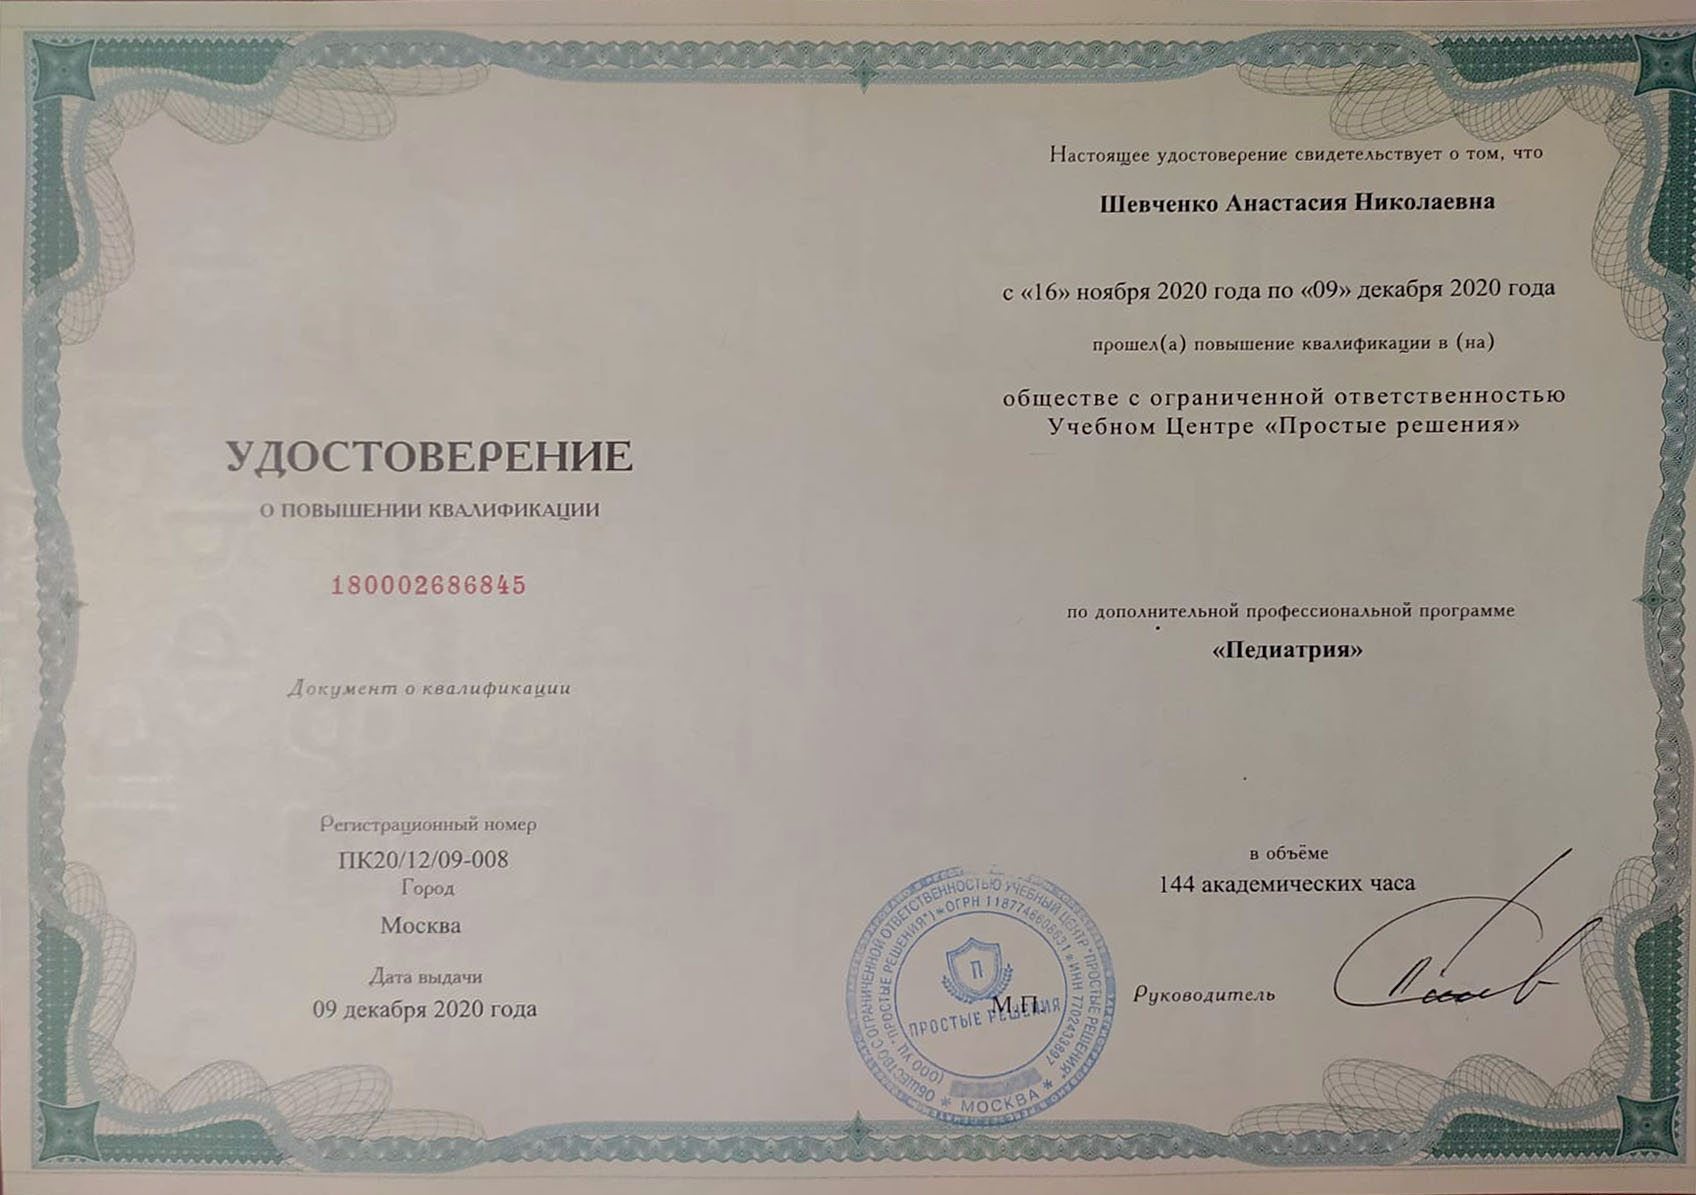 УДОСТОВЕРЕНИЕ
О ПОВЫШЕНИИ КВАЛИФИКАЦИИ
180002686845
Документ о квалификации
Регистрационный номер
ПК20/12/09-008
Город
Москва
Дата выдачи
09 декабря 2020 года
Настоящее удостоверение свидетельствует о том, что
Шевченко Анастасия Николаевна
с «16» ноября 2020 года по «09» декабря 2020 года
прошел(а) повышение квалификации в (на)
обществе с ограниченной ответственностью
Учебном Центре «Простые решения»
по дополнительной профессиональной программе
«Педиатрия»
в объёме
144 академических часа
Руководитель
М.П.
ОБЩЕСТВО С ОГРАНИЧЕННОЙ ОТВЕТСТВЕННОСТЬЮ УЧЕБНЫЙ ЦЕНТР "ПРОСТЫЕ РЕШЕНИЯ"
(ООО УЦ "ПРОСТЫЕ РЕШЕНИЯ") * ОГРН 1187746608631 * ИНН 7702433897
П
ПРОСТЫЕ РЕШЕНИЯ
* МОСКВА *